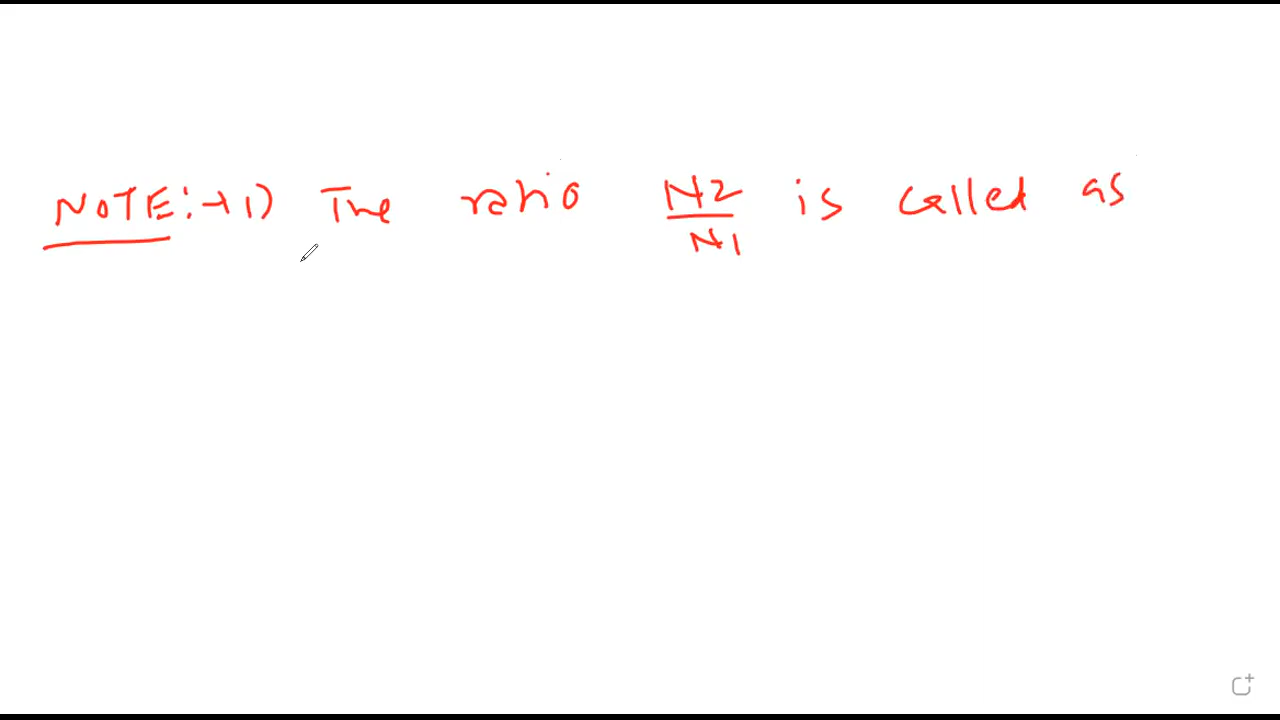 NOTE:→1) The ratio N2/N1 is called as